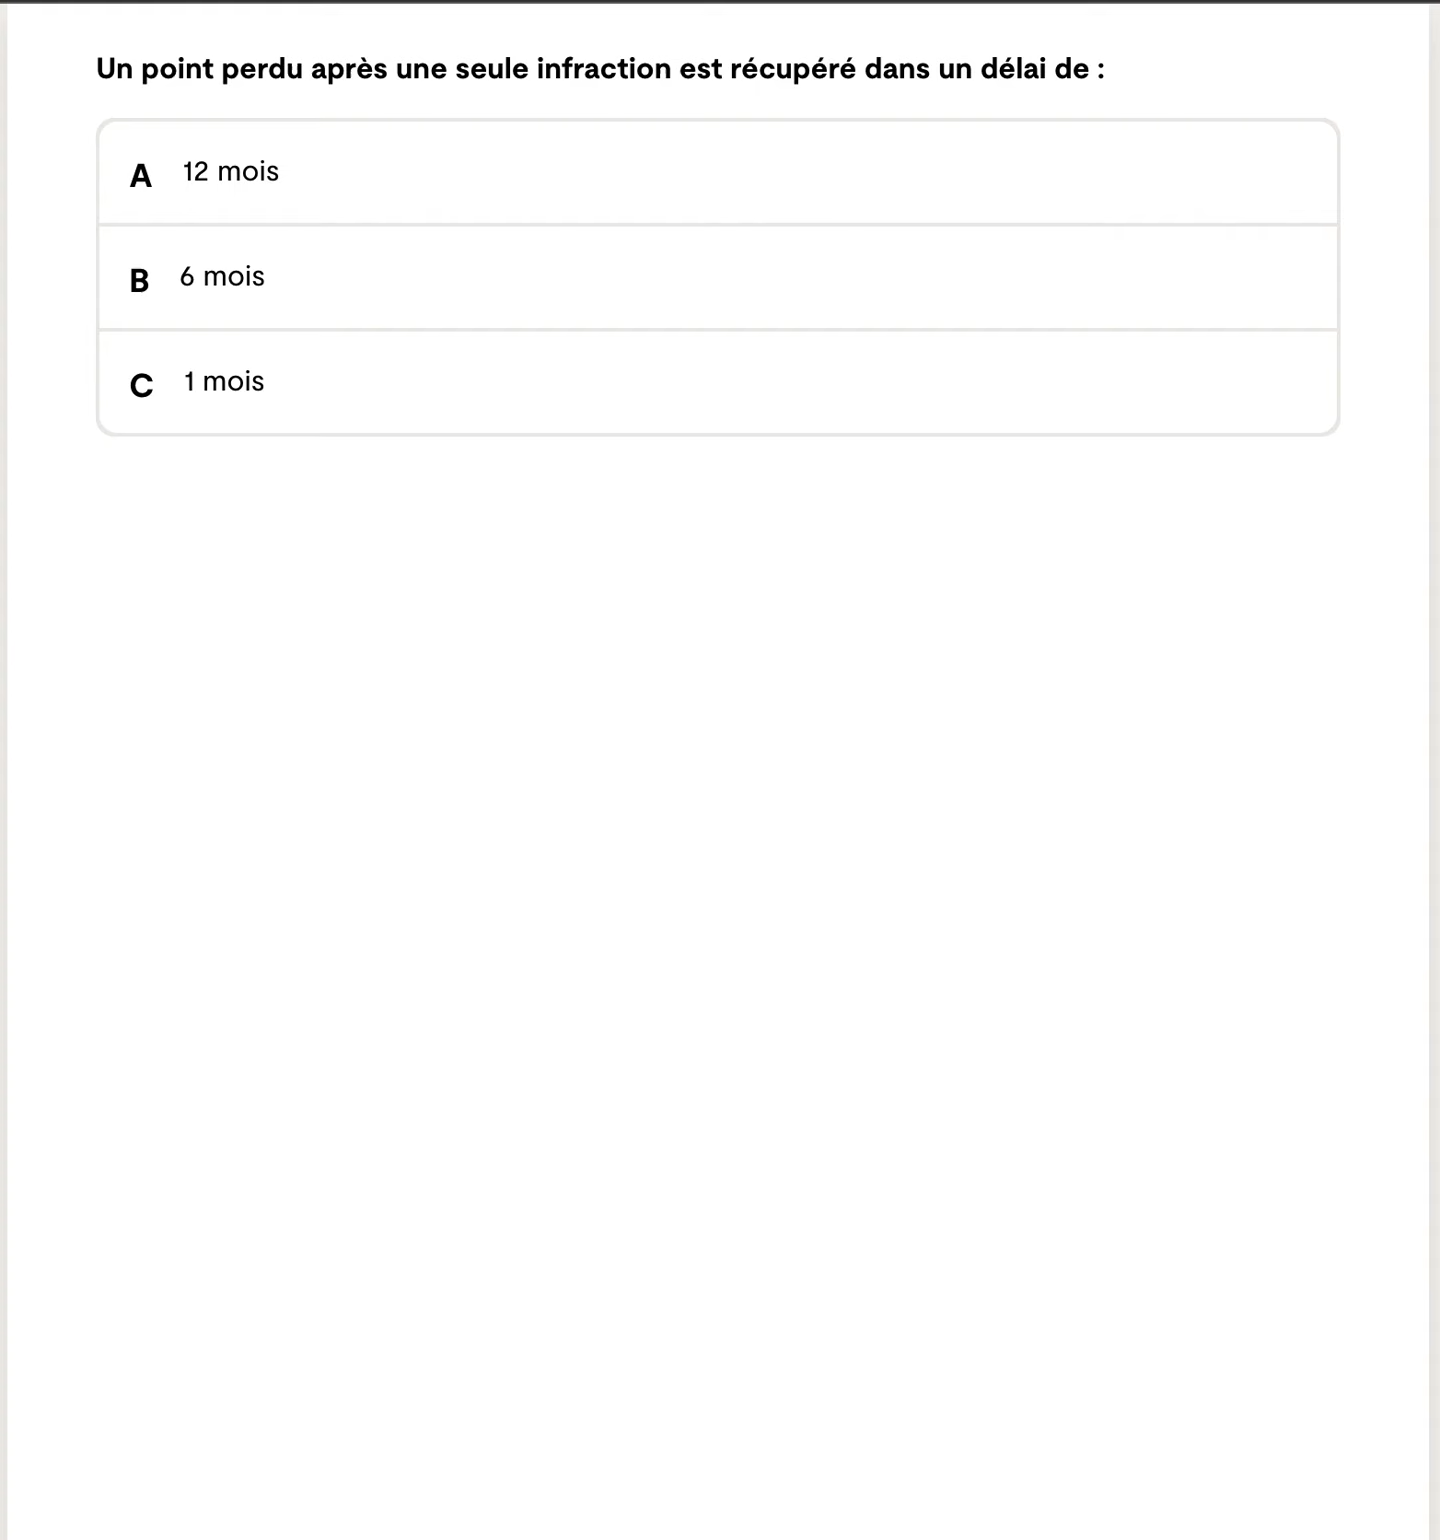 Un point perdu après une seule infraction est récupéré dans un délai de :
A 12 mois
B 6 mois
C 1 mois